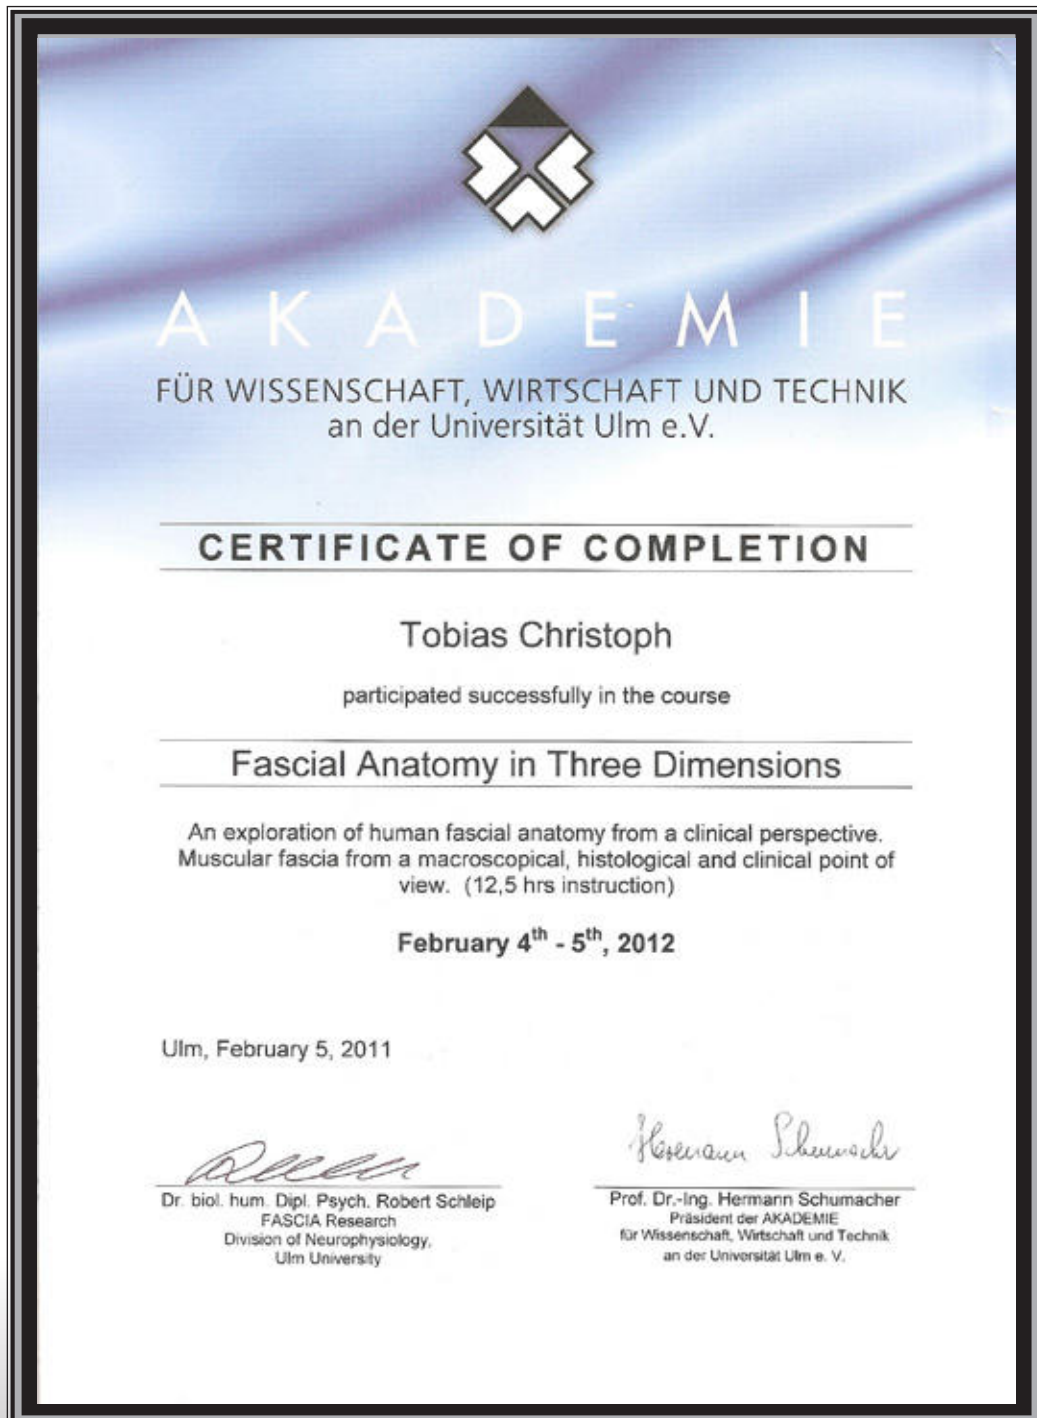 AKADEMIE
FÜR WISSENSCHAFT, WIRTSCHAFT UND TECHNIK
an der Universität Ulm e.V.
CERTIFICATE OF COMPLETION
Tobias Christoph
participated successfully in the course
Fascial Anatomy in Three Dimensions
An exploration of human fascial anatomy from a clinical perspective.
Muscular fascia from a macroscopical, histological and clinical point of
view. (12,5 hrs instruction)
February 4th - 5th, 2012
Ulm, February 5, 2011
Hermann Schumacher
Dr. biol. hum. Dipl. Psych. Robert Schleip
FASCIA Research
Division of Neurophysiology,
Ulm University
Prof. Dr.-Ing. Hermann Schumacher
Präsident der AKADEMIE
für Wissenschaft, Wirtschaft und Technik
an der Universität Ulm e. V.